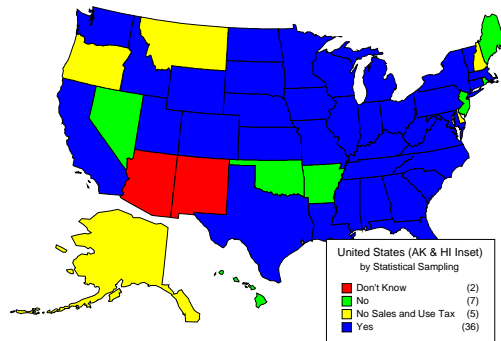 United States (AK & HI Inset)
by Statistical Sampling
Don't Know (2)
No (7)
No Sales and Use Tax (5)
Yes (36)